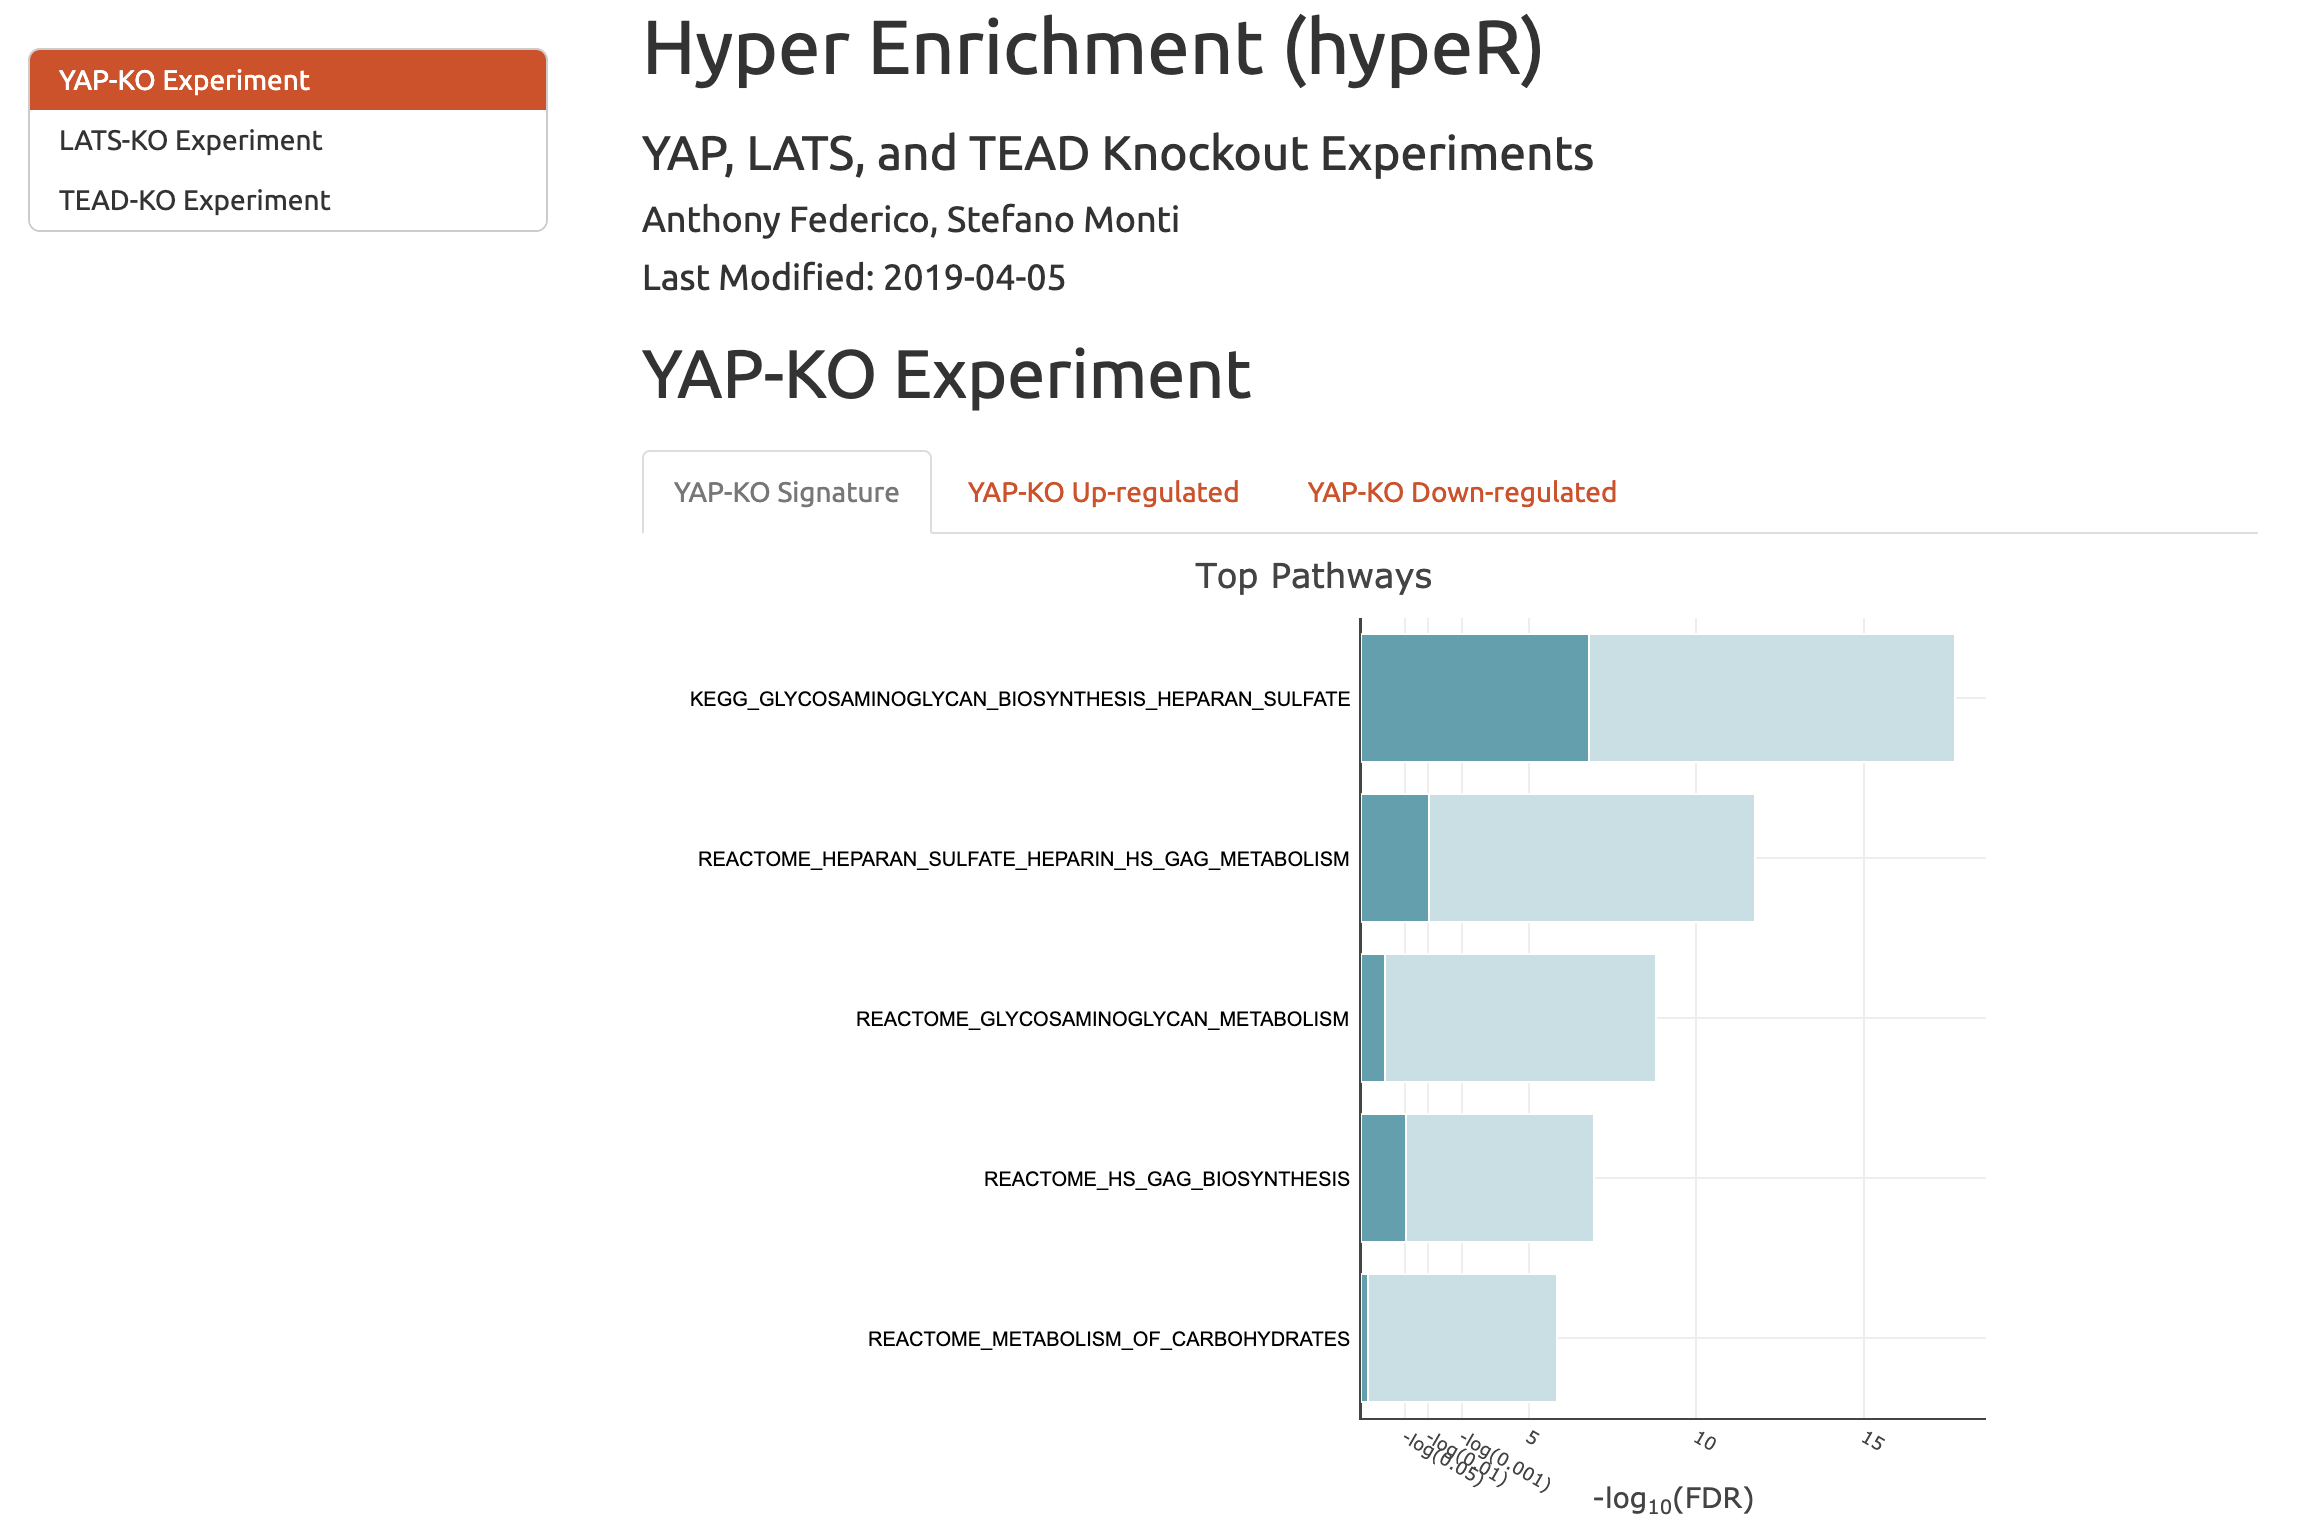 YAP-KO Experiment
LATS-KO Experiment
TEAD-KO Experiment
Hyper Enrichment (hypeR)
YAP, LATS, and TEAD Knockout Experiments
Anthony Federico, Stefano Monti
Last Modified: 2019-04-05
YAP-KO Experiment
YAP-KO Signature YAP-KO Up-regulated YAP-KO Down-regulated
Top Pathways
KEGG_GLYCOSAMINOGLYCAN_BIOSYNTHESIS_HEPARAN_SULFATE
REACTOME_HEPARAN_SULFATE_HEPARIN_HS_GAG_METABOLISM
REACTOME_GLYCOSAMINOGLYCAN_METABOLISM
REACTOME_HS_GAG_BIOSYNTHESIS
REACTOME_METABOLISM_OF_CARBOHYDRATES
-log(0.05) -log(0.01) -log(0.001) 5 10 15
-log₁₀(FDR)